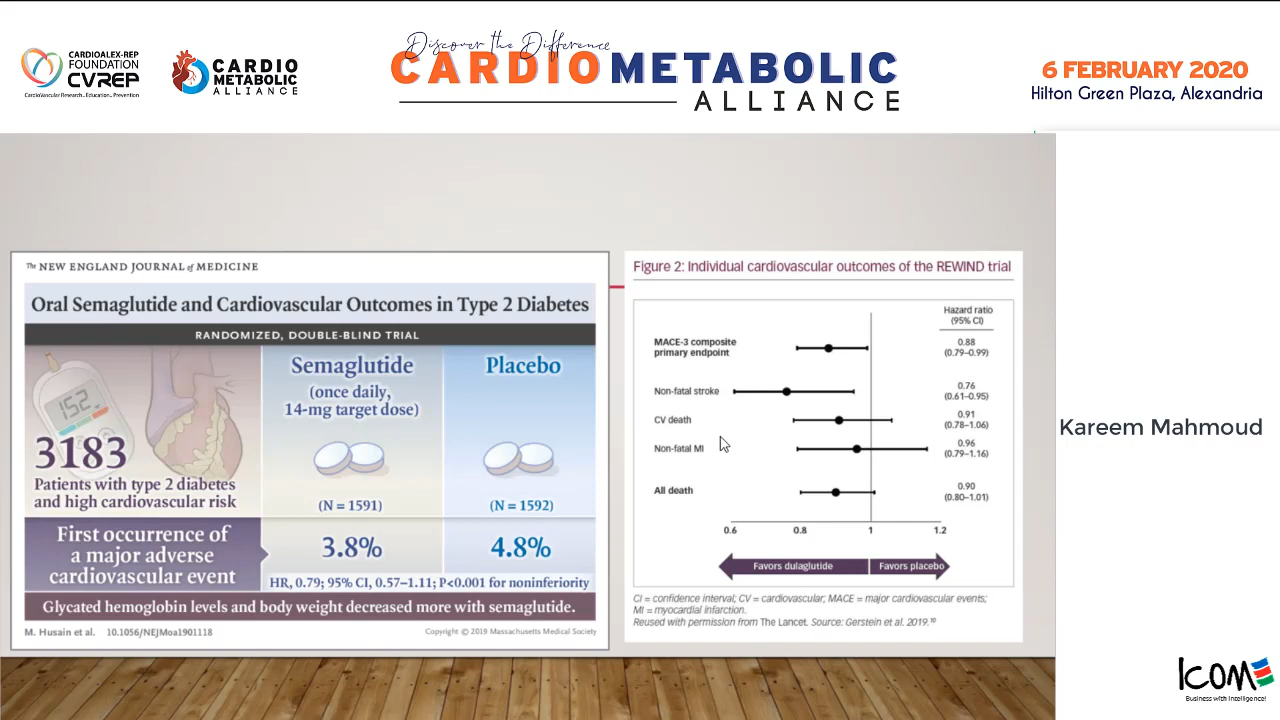 CARDIOALEX-REP
FOUNDATION
CVREP
CardioVascular Research.. Education.. Prevention
CARDIO
METABOLIC
ALLIANCE
Discover the Difference
CARDIOMETABOLIC
ALLIANCE
6 FEBRUARY 2020
Hilton Green Plaza, Alexandria
The NEW ENGLAND JOURNAL of MEDICINE
Oral Semaglutide and Cardiovascular Outcomes in Type 2 Diabetes
RANDOMIZED, DOUBLE-BLIND TRIAL
152
3183
Patients with type 2 diabetes
and high cardiovascular risk
Semaglutide
(once daily,
14-mg target dose)
(N = 1591)
Placebo
(N = 1592)
First occurrence of
a major adverse
cardiovascular event
3.8%
4.8%
HR, 0.79; 95% CI, 0.57–1.11; P<0.001 for noninferiority
Glycated hemoglobin levels and body weight decreased more with semaglutide.
M. Husain et al. 10.1056/NEJMoa1901118
Copyright © 2019 Massachusetts Medical Society
Figure 2: Individual cardiovascular outcomes of the REWIND trial
Hazard ratio
(95% CI)
MACE-3 composite
primary endpoint
0.88
(0.79–0.99)
Non-fatal stroke
0.76
(0.61–0.95)
CV death
0.91
(0.78–1.06)
Non-fatal MI
0.96
(0.79–1.16)
All death
0.90
(0.80–1.01)
0.6 0.8 1 1.2
Favors dulaglutide Favors placebo
CI = confidence interval; CV = cardiovascular; MACE = major cardiovascular events;
MI = myocardial infarction.
Reused with permission from The Lancet. Source: Gerstein et al. 2019.¹⁰
Kareem Mahmoud
ICOME
Business with Intelligence!